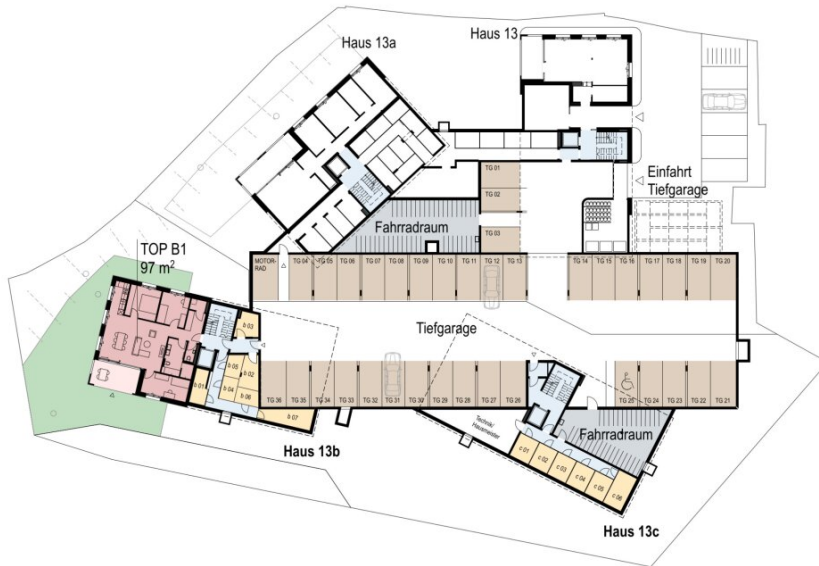 Haus 13a
Haus 13
Einfahrt
Tiefgarage
TG 01
TG 02
TG 03
Fahrradraum
TOP B1
97 m²
MOTOR-
RAD
TG 04
TG 05
TG 06
TG 07
TG 08
TG 09
TG 10
TG 11
TG 12
TG 13
TG 14
TG 15
TG 16
TG 17
TG 18
TG 19
TG 20
Tiefgarage
b 03
b 05
b 02
b 01
b 04
b 06
b 07
TG 36
TG 35
TG 34
TG 33
TG 32
TG 31
TG 30
TG 29
TG 28
TG 27
TG 26
TG 25
TG 24
TG 23
TG 22
TG 21
Technik/
Hausmeister
Fahrradraum
c 01
c 02
c 03
c 04
c 05
c 06
Haus 13b
Haus 13c